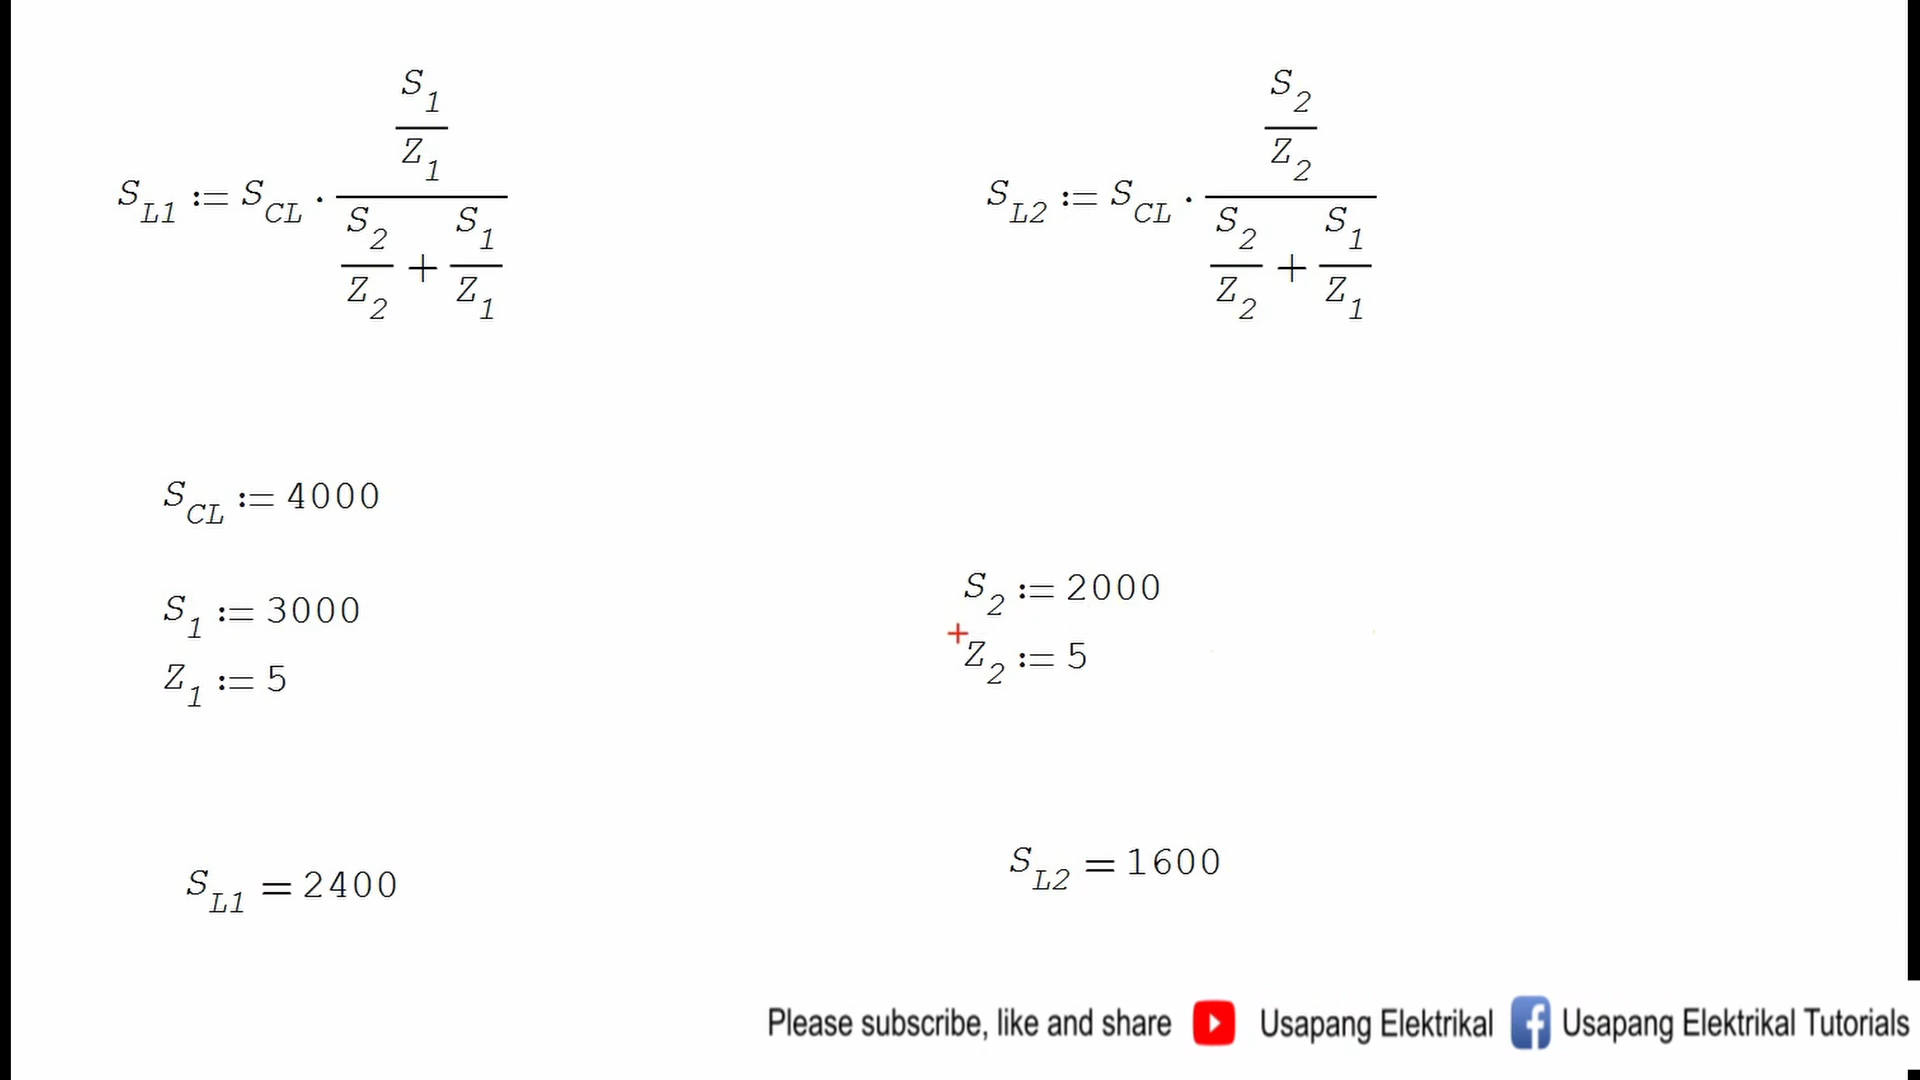 S_L1 := S_CL · (S_1/Z_1)/(S_2/Z_2 + S_1/Z_1)
S_L2 := S_CL · (S_2/Z_2)/(S_2/Z_2 + S_1/Z_1)
S_CL := 4000
S_1 := 3000
Z_1 := 5
S_2 := 2000
Z_2 := 5
S_L1 = 2400
S_L2 = 1600
Please subscribe, like and share Usapang Elektrikal f Usapang Elektrikal Tutorials